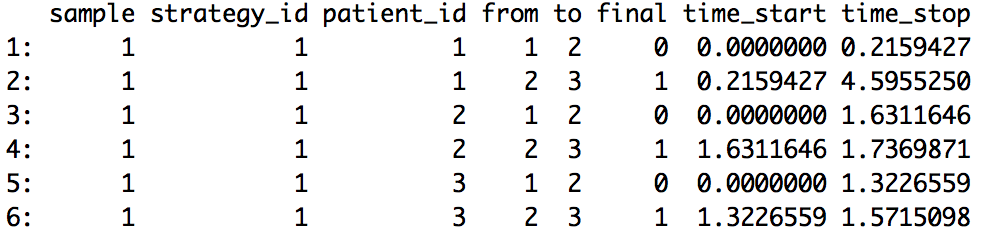 sample strategy_id patient_id from to final time_start time_stop
1:      1           1          1    1  2     0  0.0000000 0.2159427
2:      1           1          1    2  3     1  0.2159427 4.5955250
3:      1           1          2    1  2     0  0.0000000 1.6311646
4:      1           1          2    2  3     1  1.6311646 1.7369871
5:      1           1          3    1  2     0  0.0000000 1.3226559
6:      1           1          3    2  3     1  1.3226559 1.5715098